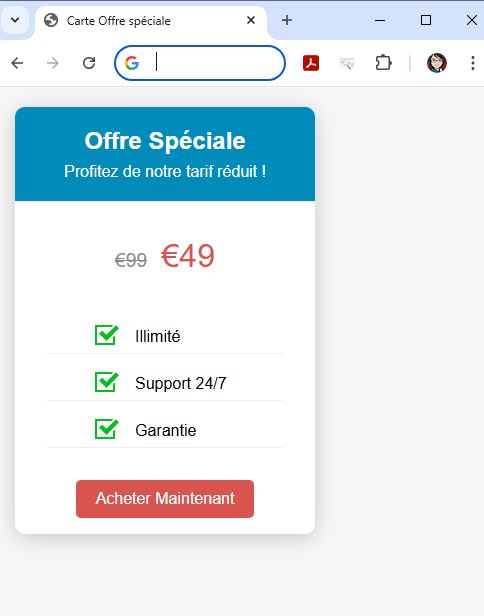 Carte Offre spéciale
Offre Spéciale
Profitez de notre tarif réduit !
€99 €49
Illimité
Support 24/7
Garantie
Acheter Maintenant